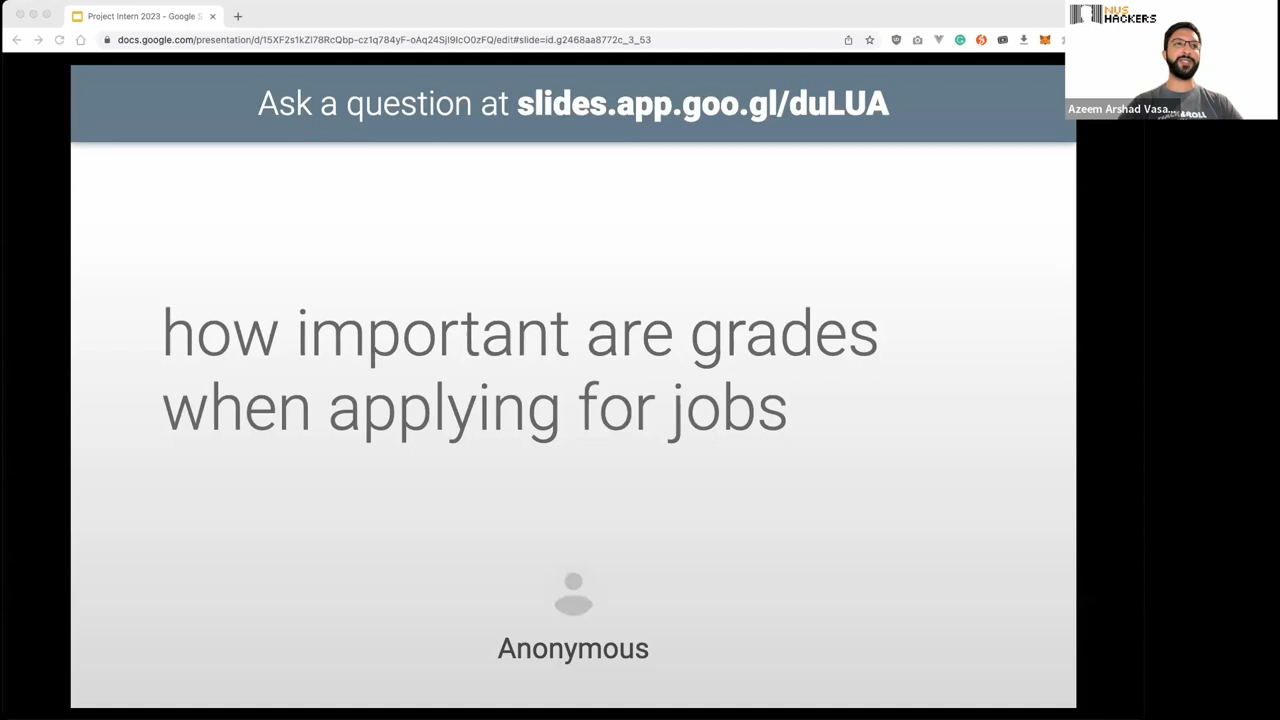 Project Intern 2023 - Google S
docs.google.com/presentation/d/15XF2s1kZl78RcQbp-cz1q784yF-oAq24SjI9IcO0zFQ/edit#slide=id.g2468aa8772c_3_53
NUS
HACKERS
Azeem Arshad Vasa...
Ask a question at slides.app.goo.gl/duLUA
how important are grades
when applying for jobs
Anonymous